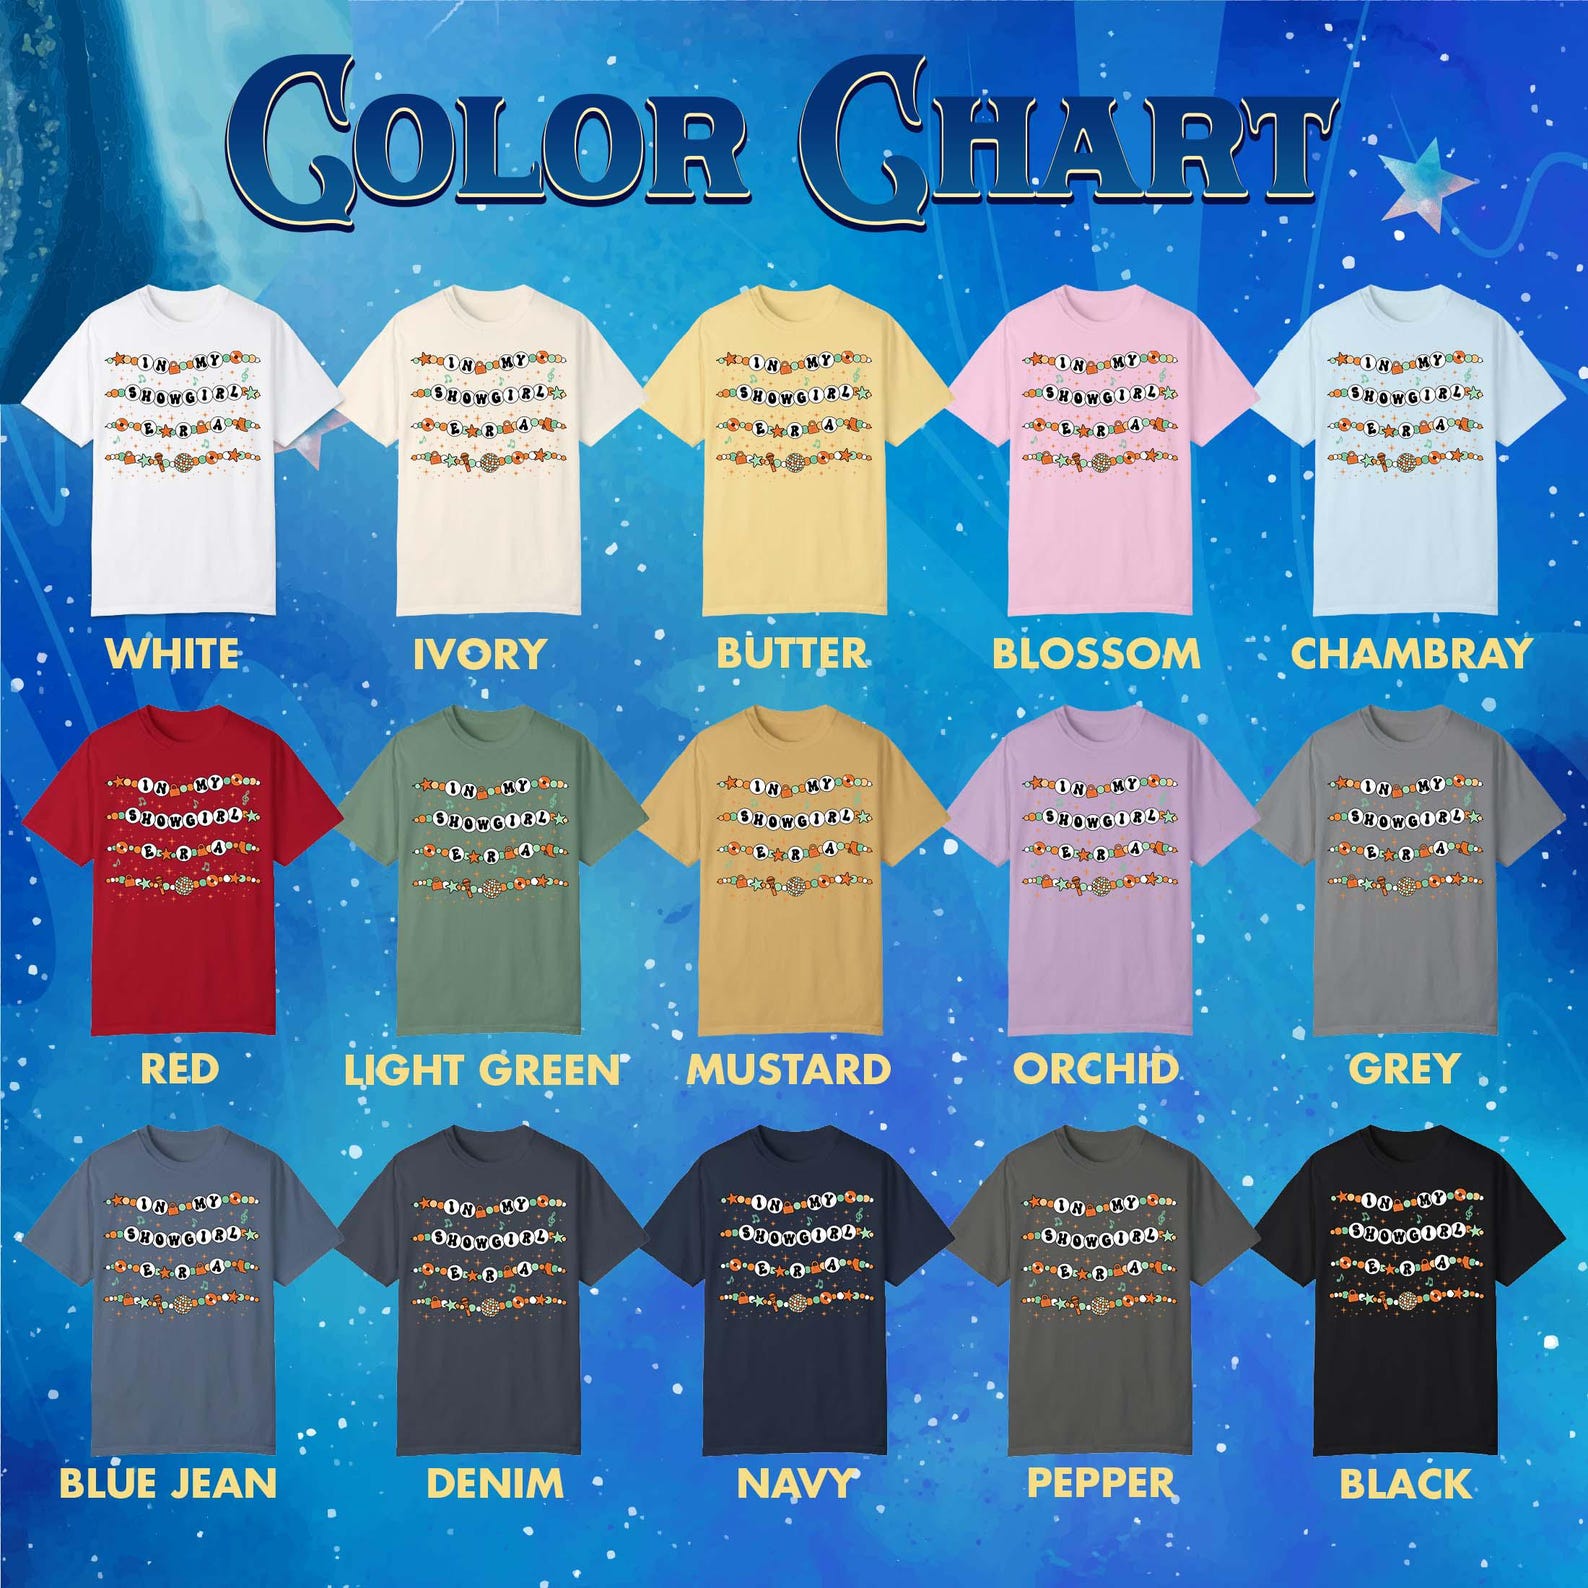 COLOR CHART
IN MY IN MY IN MY IN MY IN MY
SHOWGIRL SHOWGIRL SHOWGIRL SHOWGIRL SHOWGIRL
ERA ERA ERA ERA ERA
WHITE IVORY BUTTER BLOSSOM CHAMBRAY
IN MY IN MY IN MY IN MY IN MY
SHOWGIRL SHOWGIRL SHOWGIRL SHOWGIRL SHOWGIRL
ERA ERA ERA ERA ERA
RED LIGHT GREEN MUSTARD ORCHID GREY
IN MY IN MY IN MY IN MY IN MY
SHOWGIRL SHOWGIRL SHOWGIRL SHOWGIRL SHOWGIRL
ERA ERA ERA ERA ERA
BLUE JEAN DENIM NAVY PEPPER BLACK